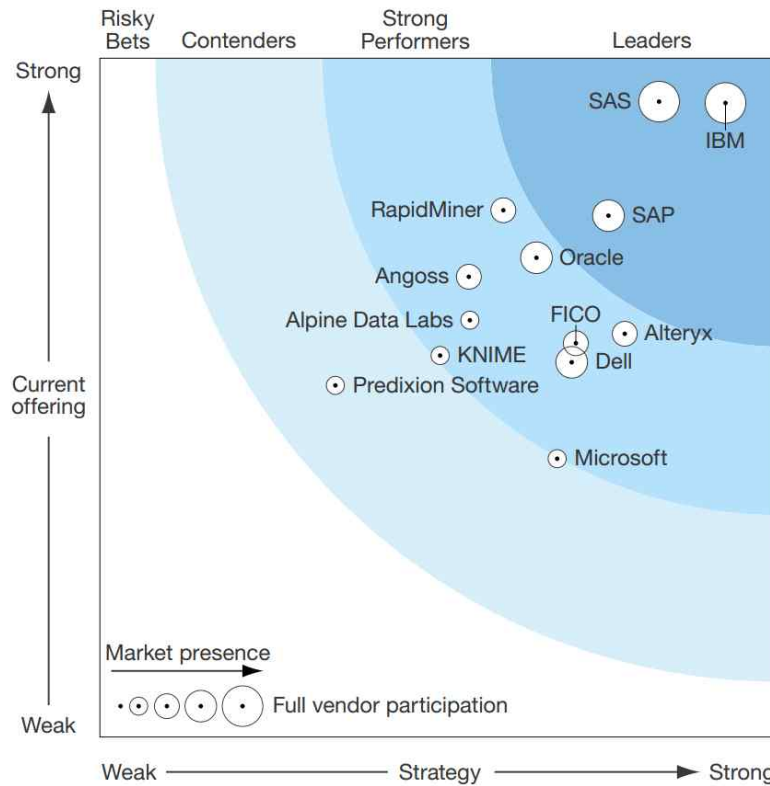 Risky
Bets
Contenders
Strong
Performers
Leaders
Strong
SAS
IBM
RapidMiner
SAP
Oracle
Angoss
FICO
Alpine Data Labs
Alteryx
KNIME
Dell
Predixion Software
Current
offering
Microsoft
Market presence
Full vendor participation
Weak
Weak
Strategy
Strong